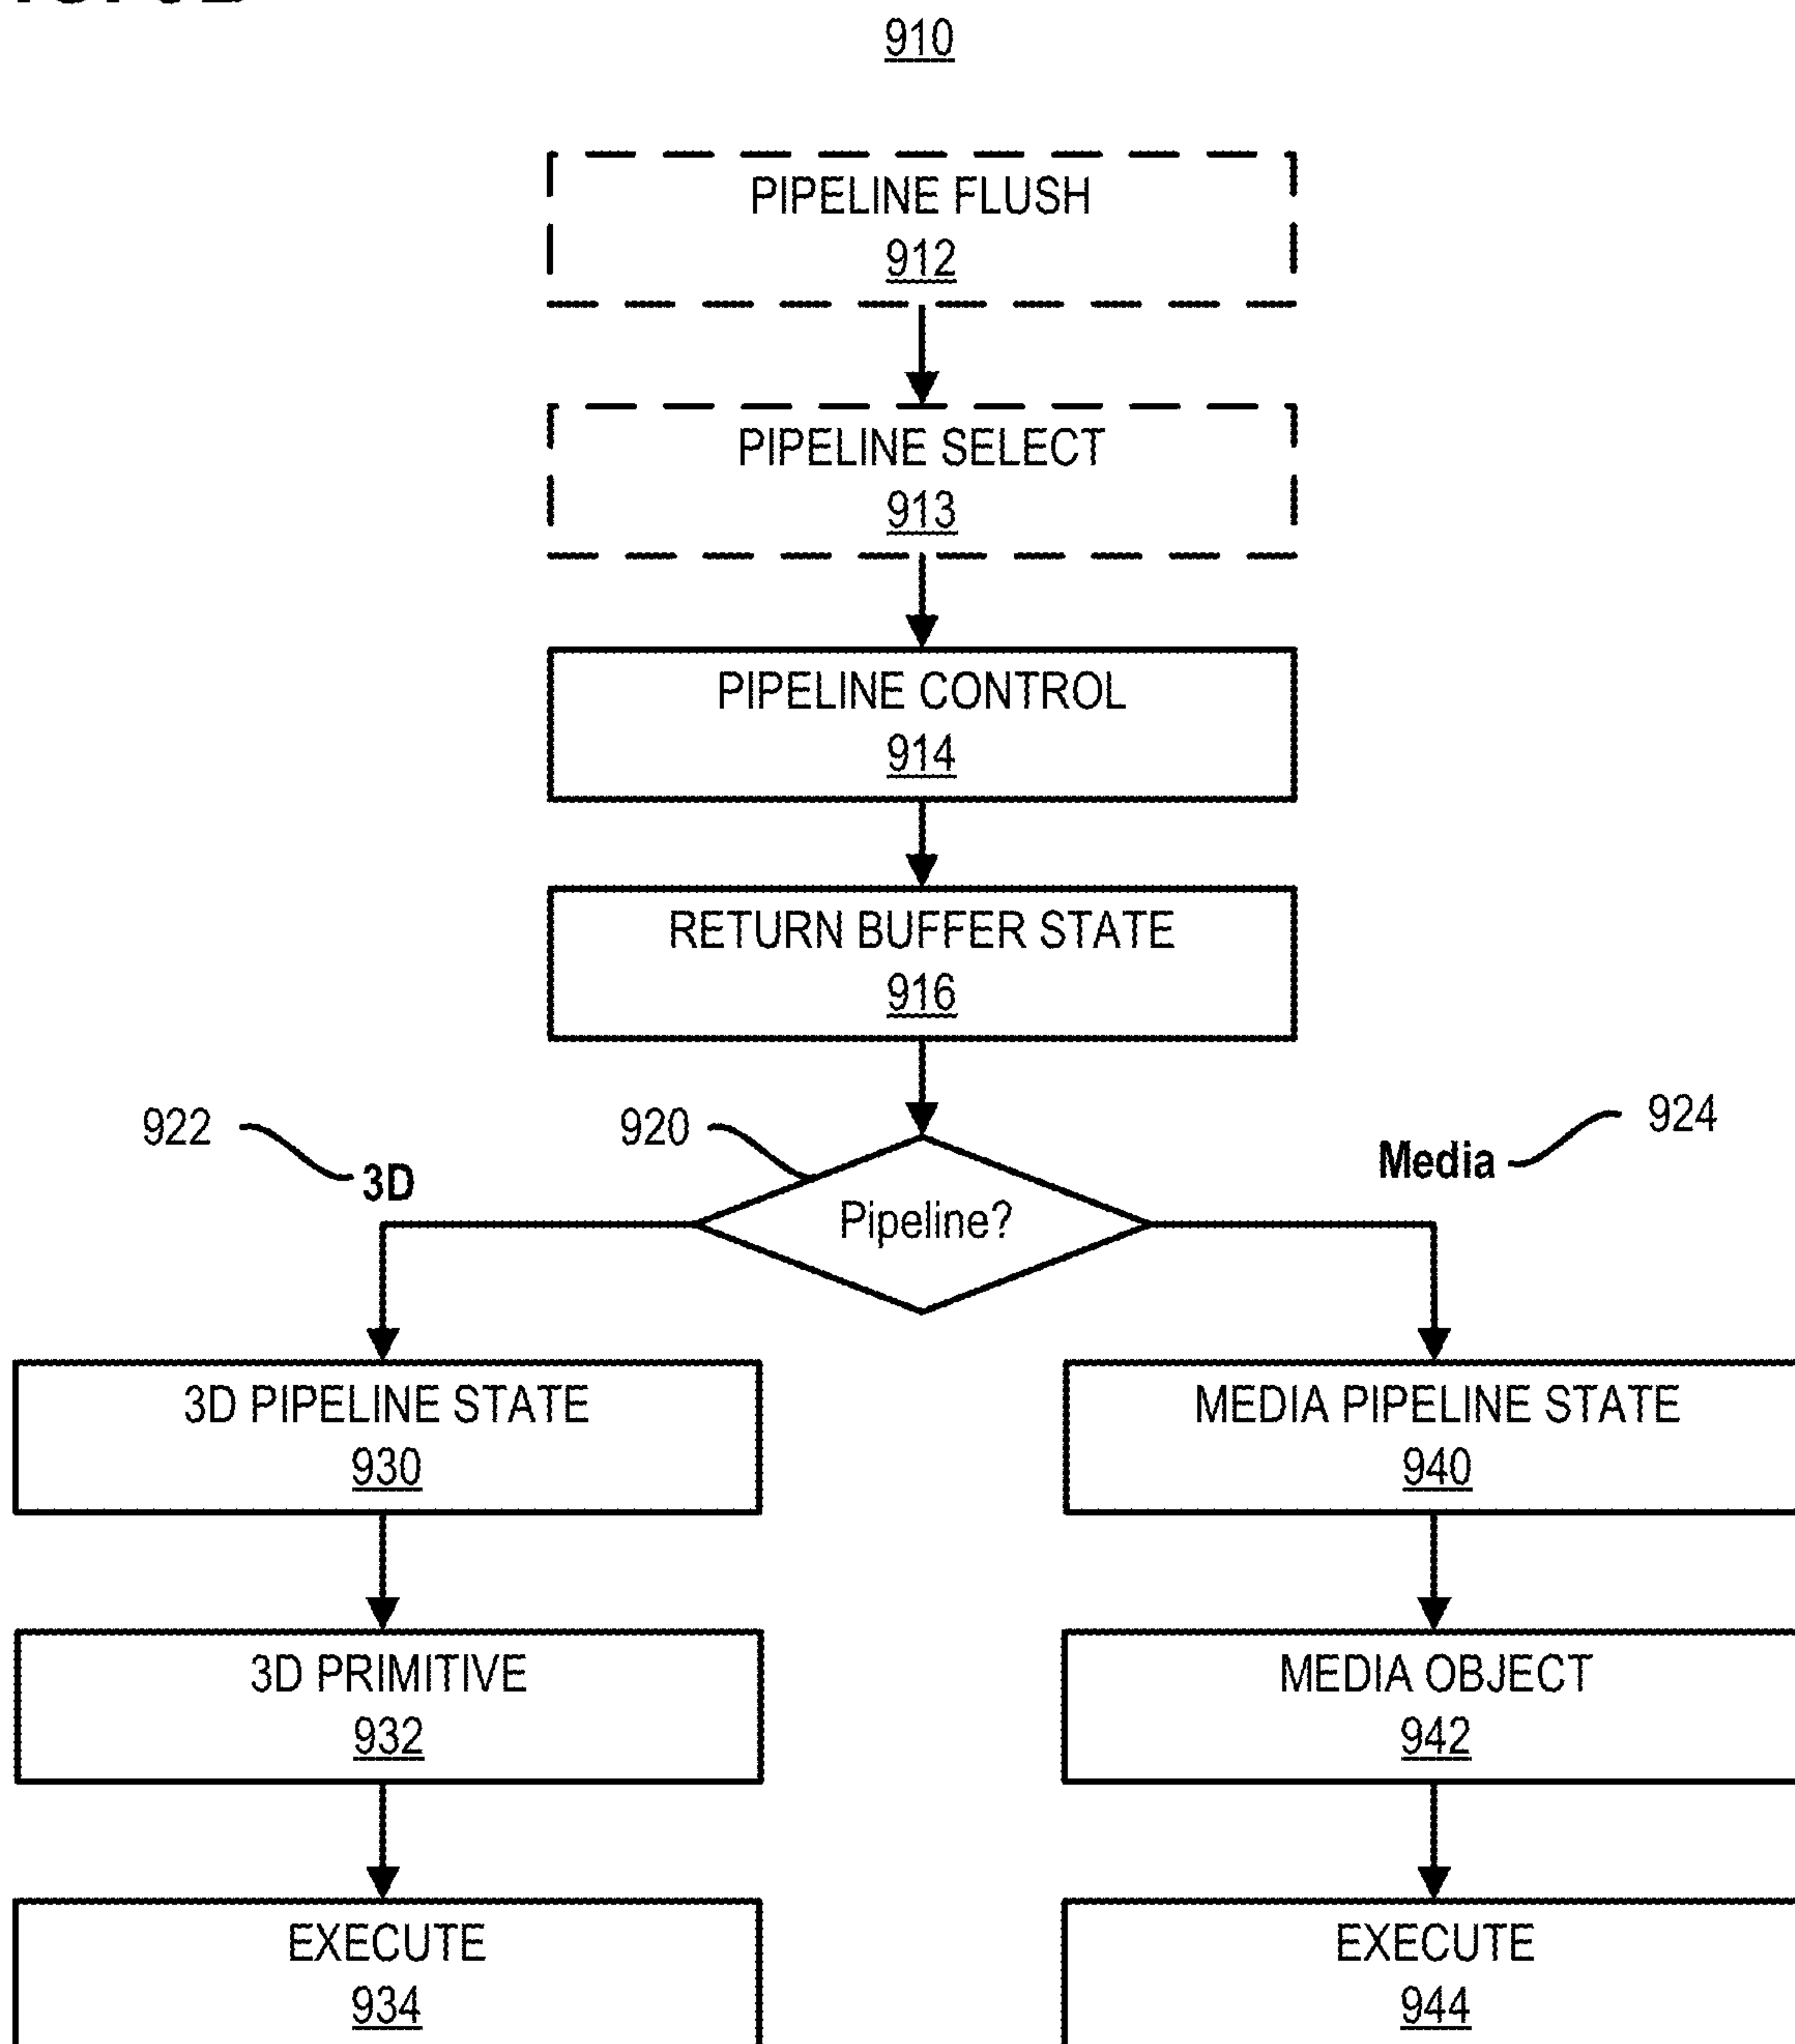 910
PIPELINE FLUSH
912
PIPELINE SELECT
913
PIPELINE CONTROL
914
RETURN BUFFER STATE
916
922
920
924
3D
Media
Pipeline?
3D PIPELINE STATE
930
MEDIA PIPELINE STATE
940
3D PRIMITIVE
932
MEDIA OBJECT
942
EXECUTE
934
EXECUTE
944